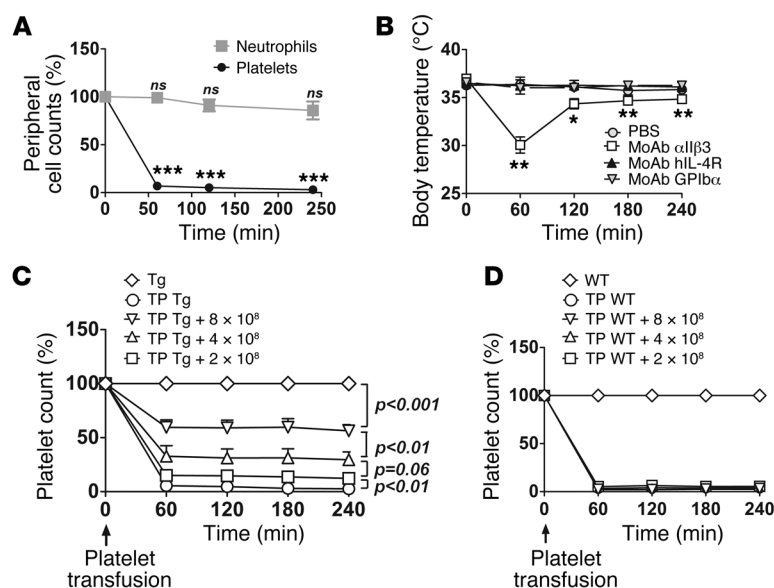 A
Neutrophils
Platelets
150
100
50
0
ns
ns
ns
***
***
***
0
50
100
150
200
250
Peripheral
cell counts (%)
Time (min)
B
40
35
30
25
**
*
**
**
PBS
MoAb αIIβ3
MoAb hIL-4R
MoAb GPIbα
0
60
120
180
240
Body temperature (°C)
Time (min)
C
Tg
TP Tg
TP Tg + 8 × 10⁸
TP Tg + 4 × 10⁸
TP Tg + 2 × 10⁸
150
100
50
0
p<0.001
p<0.01
p=0.06
p<0.01
0
60
120
180
240
Platelet count (%)
Time (min)
Platelet
transfusion
D
WT
TP WT
TP WT + 8 × 10⁸
TP WT + 4 × 10⁸
TP WT + 2 × 10⁸
150
100
50
0
0
60
120
180
240
Platelet count (%)
Time (min)
Platelet
transfusion